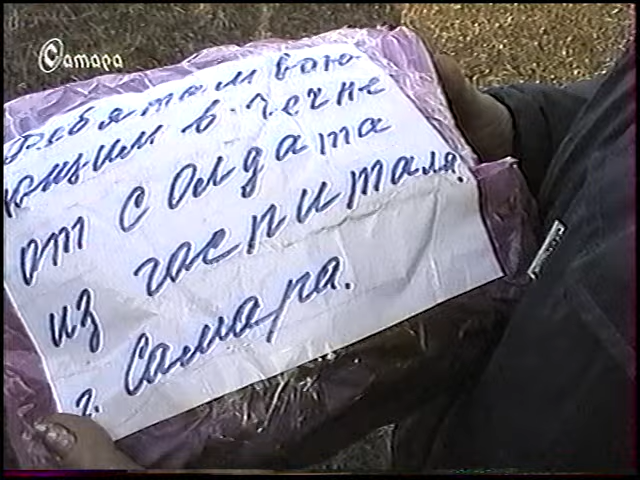 Самара
Ребятам вою
ющим в Чечне
от солдата
из госпиталя.
г. Самара.